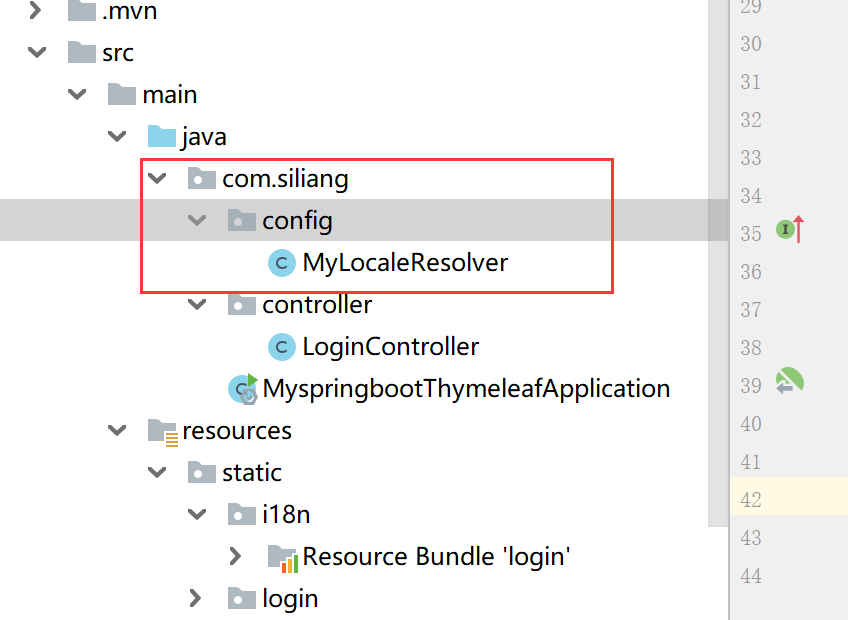 .mvn
src
main
java
com.siliang
config
C MyLocaleResolver
controller
C LoginController
C MyspringbootThymeleafApplication
resources
static
i18n
Resource Bundle 'login'
login
29
30
31
32
33
34
35 I
36
37
38
39
40
41
42
43
44